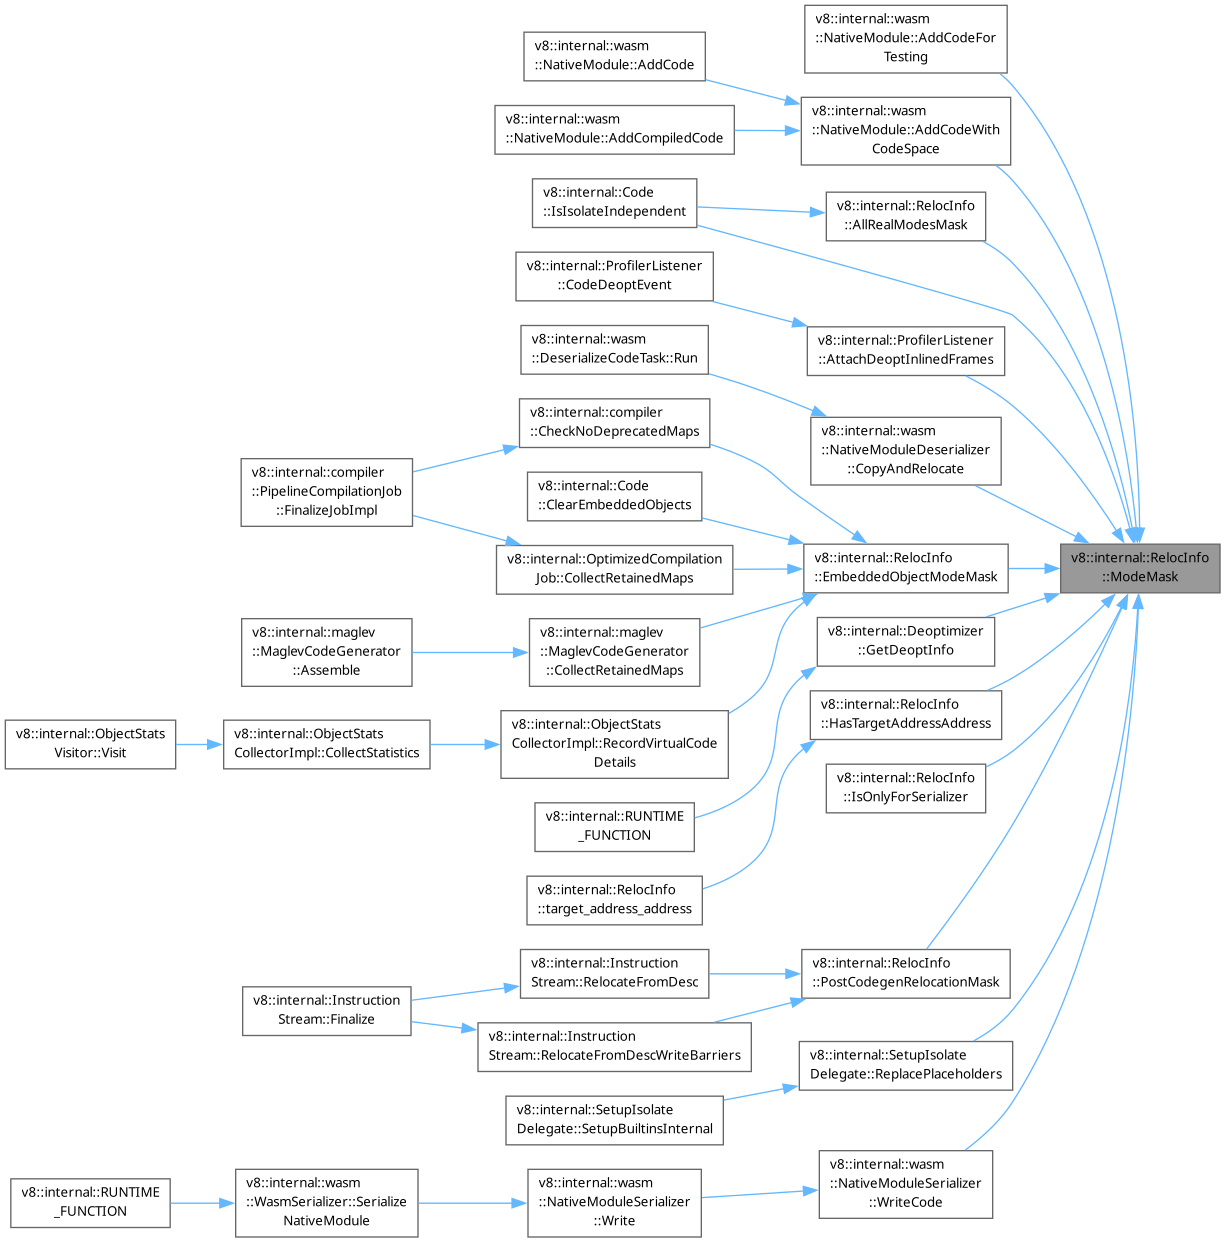 v8::internal::wasm
::NativeModule::AddCodeFor
Testing
v8::internal::wasm
::NativeModule::AddCode
v8::internal::wasm
::NativeModule::AddCodeWith
CodeSpace
v8::internal::wasm
::NativeModule::AddCompiledCode
v8::internal::Code
::IsIsolateIndependent
v8::internal::RelocInfo
::AllRealModesMask
v8::internal::ProfilerListener
::CodeDeoptEvent
v8::internal::ProfilerListener
::AttachDeoptInlinedFrames
v8::internal::wasm
::DeserializeCodeTask::Run
v8::internal::compiler
::CheckNoDeprecatedMaps
v8::internal::wasm
::NativeModuleDeserializer
::CopyAndRelocate
v8::internal::compiler
::PipelineCompilationJob
::FinalizeJobImpl
v8::internal::Code
::ClearEmbeddedObjects
v8::internal::OptimizedCompilation
Job::CollectRetainedMaps
v8::internal::RelocInfo
::EmbeddedObjectModeMask
v8::internal::RelocInfo
::ModeMask
v8::internal::maglev
::MaglevCodeGenerator
::Assemble
v8::internal::maglev
::MaglevCodeGenerator
::CollectRetainedMaps
v8::internal::Deoptimizer
::GetDeoptInfo
v8::internal::RelocInfo
::HasTargetAddressAddress
v8::internal::ObjectStats
Visitor::Visit
v8::internal::ObjectStats
CollectorImpl::CollectStatistics
v8::internal::ObjectStats
CollectorImpl::RecordVirtualCode
Details
v8::internal::RelocInfo
::IsOnlyForSerializer
v8::internal::RUNTIME
_FUNCTION
v8::internal::RelocInfo
::target_address_address
v8::internal::Instruction
Stream::RelocateFromDesc
v8::internal::RelocInfo
::PostCodegenRelocationMask
v8::internal::Instruction
Stream::Finalize
v8::internal::Instruction
Stream::RelocateFromDescWriteBarriers
v8::internal::SetupIsolate
Delegate::ReplacePlaceholders
v8::internal::SetupIsolate
Delegate::SetupBuiltinsInternal
v8::internal::RUNTIME
_FUNCTION
v8::internal::wasm
::WasmSerializer::Serialize
NativeModule
v8::internal::wasm
::NativeModuleSerializer
::Write
v8::internal::wasm
::NativeModuleSerializer
::WriteCode